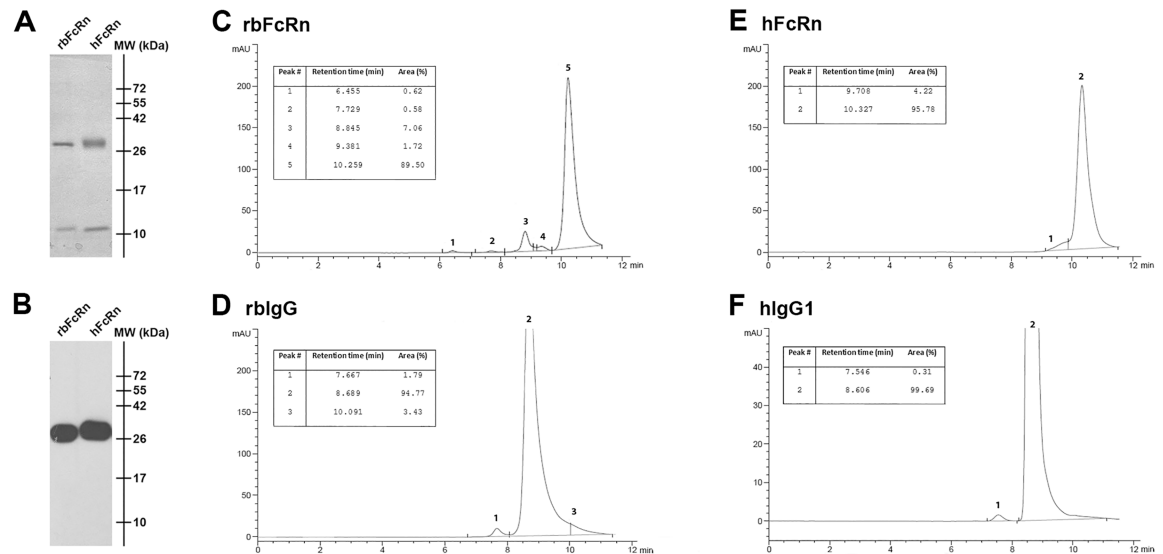 A
rbFcRn
hFcRn
MW (kDa)
72
55
42
26
17
10
B
rbFcRn
hFcRn
MW (kDa)
72
55
42
26
17
10
C rbFcRn
mAU
200
150
100
50
0
Peak # Retention time (min) Area (%)
1 6.455 0.62
2 7.729 0.58
3 8.845 7.06
4 9.381 1.72
5 10.259 89.50
1
2
3
4
5
0 2 4 6 8 10 12 min
D rbIgG
mAU
200
150
100
50
0
Peak # Retention time (min) Area (%)
1 7.667 1.79
2 8.689 94.77
3 10.091 3.43
1
2
3
0 2 4 6 8 10 12 min
E hFcRn
mAU
200
150
100
50
0
Peak # Retention time (min) Area (%)
1 9.708 4.22
2 10.327 95.78
1
2
0 2 4 6 8 10 12 min
F hIgG1
mAU
40
30
20
10
0
Peak # Retention time (min) Area (%)
1 7.546 0.31
2 8.606 99.69
1
2
0 2 4 6 8 10 12 min